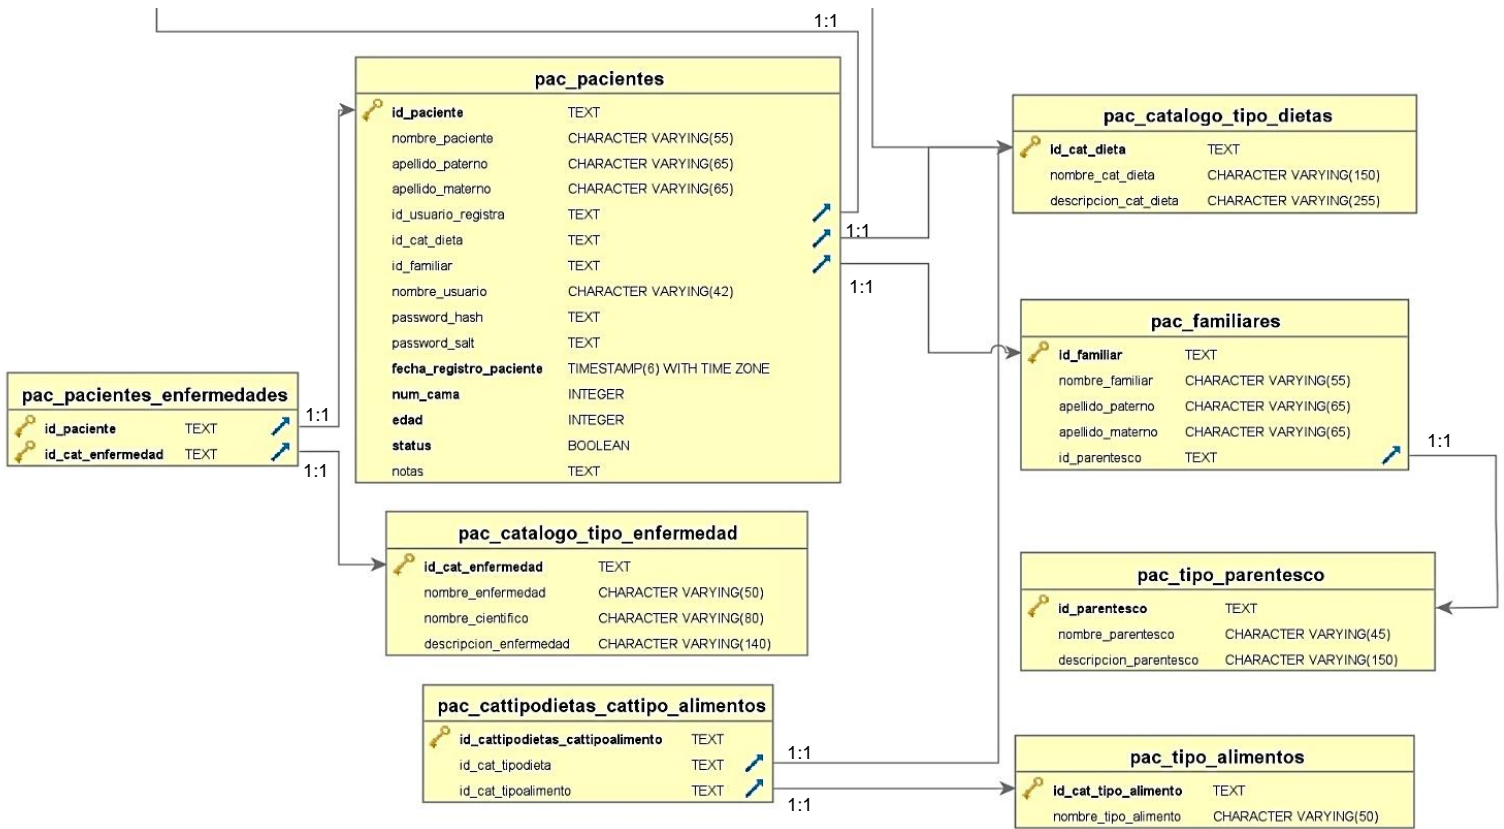 1:1
pac_pacientes
id_paciente TEXT
nombre_paciente CHARACTER VARYING(55)
apellido_paterno CHARACTER VARYING(65)
apellido_materno CHARACTER VARYING(65)
id_usuario_registra TEXT
id_cat_dieta TEXT
1:1
id_familiar TEXT
1:1
nombre_usuario CHARACTER VARYING(42)
password_hash TEXT
password_salt TEXT
fecha_registro_paciente TIMESTAMP(6) WITH TIME ZONE
num_cama INTEGER
edad INTEGER
status BOOLEAN
notas TEXT
pac_catalogo_tipo_dietas
id_cat_dieta TEXT
nombre_cat_dieta CHARACTER VARYING(150)
descripcion_cat_dieta CHARACTER VARYING(255)
pac_familiares
id_familiar TEXT
nombre_familiar CHARACTER VARYING(55)
apellido_paterno CHARACTER VARYING(65)
apellido_materno CHARACTER VARYING(65)
id_parentesco TEXT
1:1
pac_pacientes_enfermedades
id_paciente TEXT
1:1
id_cat_enfermedad TEXT
1:1
pac_catalogo_tipo_enfermedad
id_cat_enfermedad TEXT
nombre_enfermedad CHARACTER VARYING(50)
nombre_cientifico CHARACTER VARYING(80)
descripcion_enfermedad CHARACTER VARYING(140)
pac_tipo_parentesco
id_parentesco TEXT
nombre_parentesco CHARACTER VARYING(45)
descripcion_parentesco CHARACTER VARYING(150)
pac_cattipodietas_cattipo_alimentos
id_cattipodietas_cattipoalimento TEXT
id_cat_tipodieta TEXT
1:1
id_cat_tipoalimento TEXT
1:1
pac_tipo_alimentos
id_cat_tipo_alimento TEXT
nombre_tipo_alimento CHARACTER VARYING(50)